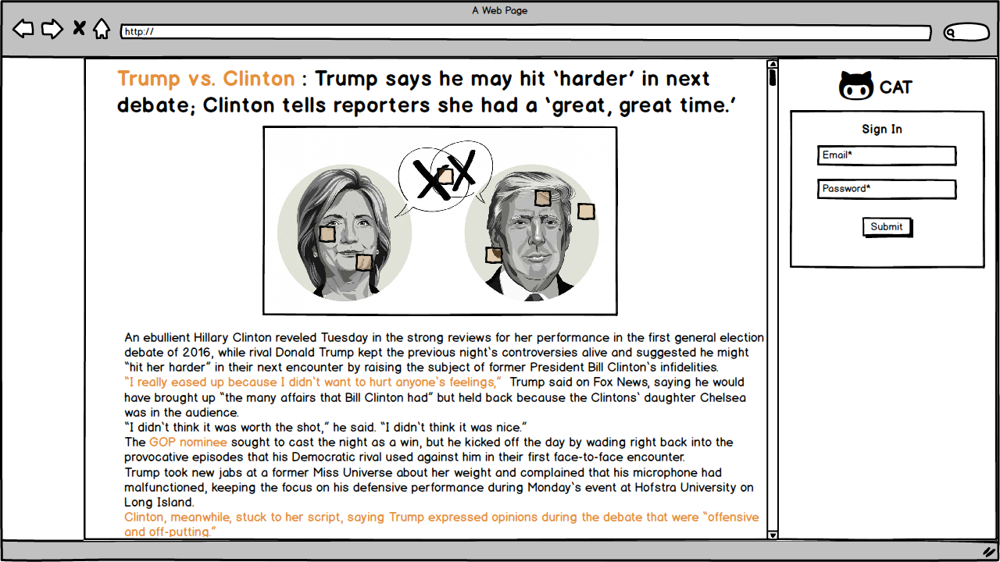 A Web Page
http://
Trump vs. Clinton : Trump says he may hit ‘harder’ in next
debate; Clinton tells reporters she had a ‘great, great time.’
CAT
Sign In
Email*
Password*
Submit
An ebullient Hillary Clinton reveled Tuesday in the strong reviews for her performance in the first general election
debate of 2016, while rival Donald Trump kept the previous night‘s controversies alive and suggested he might
“hit her harder” in their next encounter by raising the subject of former President Bill Clinton‘s infidelities.
“I really eased up because I didn‘t want to hurt anyone‘s feelings,” Trump said on Fox News, saying he would
have brought up “the many affairs that Bill Clinton had” but held back because the Clintons‘ daughter Chelsea
was in the audience.
“I didn‘t think it was worth the shot,” he said. “I didn‘t think it was nice.”
The GOP nominee sought to cast the night as a win, but he kicked off the day by wading right back into the
provocative episodes that his Democratic rival used against him in their first face-to-face encounter.
Trump took new jabs at a former Miss Universe about her weight and complained that his microphone had
malfunctioned, keeping the focus on his defensive performance during Monday‘s event at Hofstra University on
Long Island.
Clinton, meanwhile, stuck to her script, saying Trump expressed opinions during the debate that were “offensive
and off-putting.”